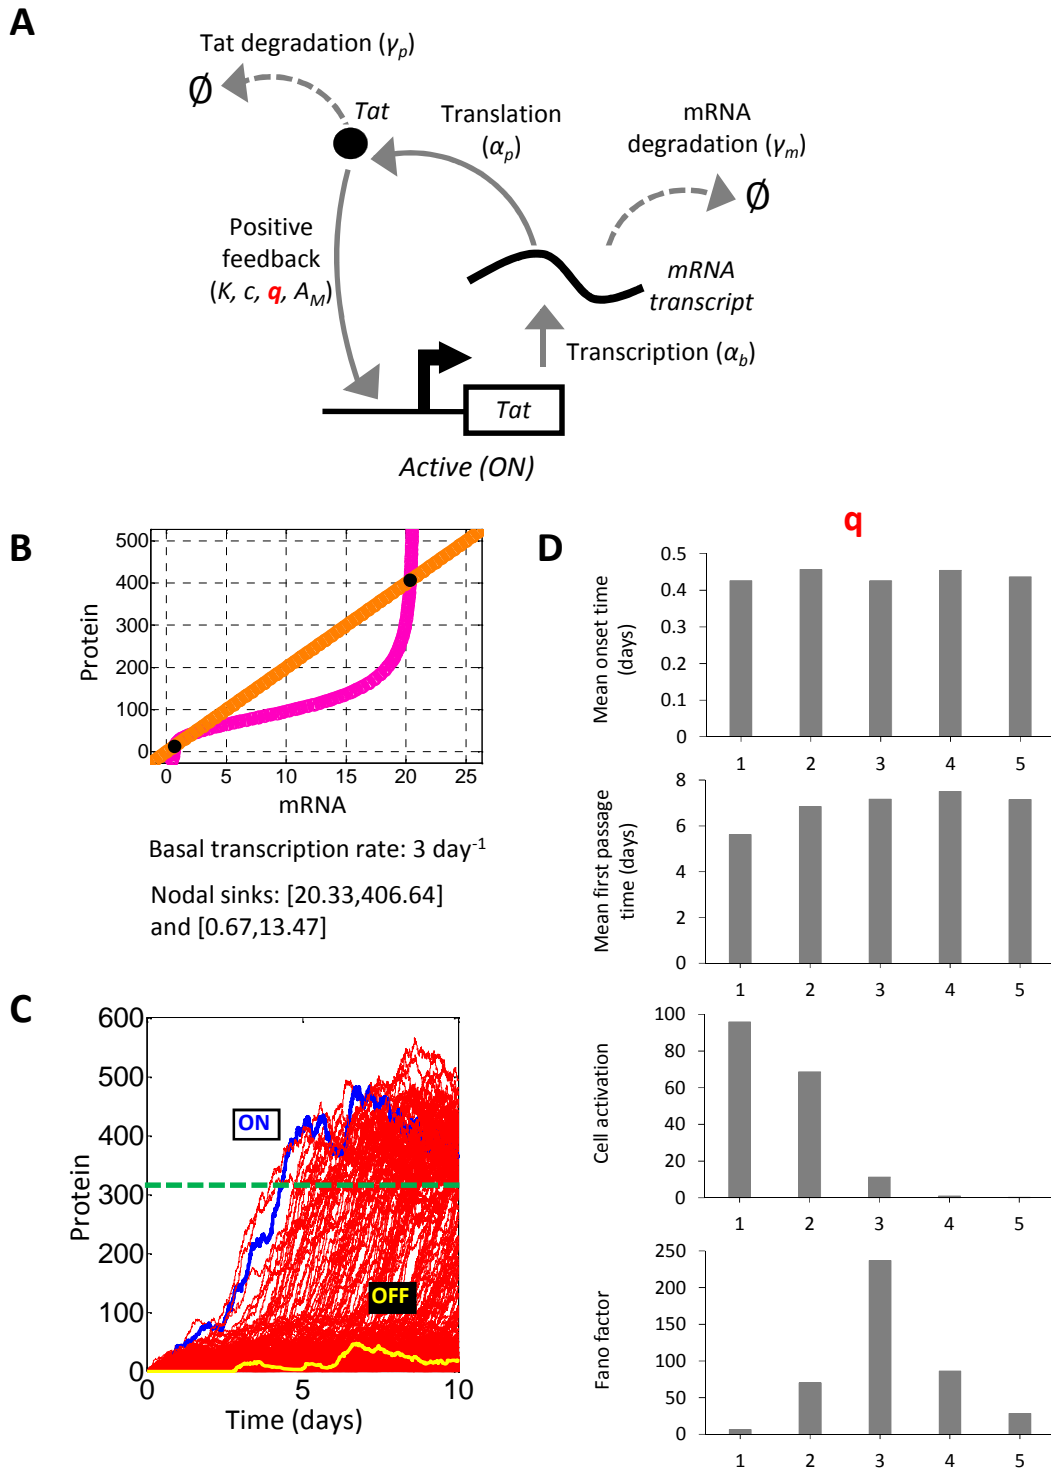 A
Tat degradation (γp)
∅
Tat
Translation
(αp)
mRNA
degradation (γm)
∅
Positive
feedback
(K, c, q, AM)
mRNA
transcript
Transcription (αb)
Tat
Active (ON)
B
500
400
300
200
100
0
Protein
0 5 10 15 20 25
mRNA
Basal transcription rate: 3 day-1
Nodal sinks: [20.33,406.64]
and [0.67,13.47]
C
600
500
400
300
200
100
0
Protein
ON
OFF
0 5 10
Time (days)
D
q
Mean onset time
(days)
0.5
0.4
0.3
0.2
0.1
0
1 2 3 4 5
Mean first passage
time (days)
8
6
4
2
0
1 2 3 4 5
Cell activation
100
80
60
40
20
0
1 2 3 4 5
Fano factor
250
200
150
100
50
0
1 2 3 4 5